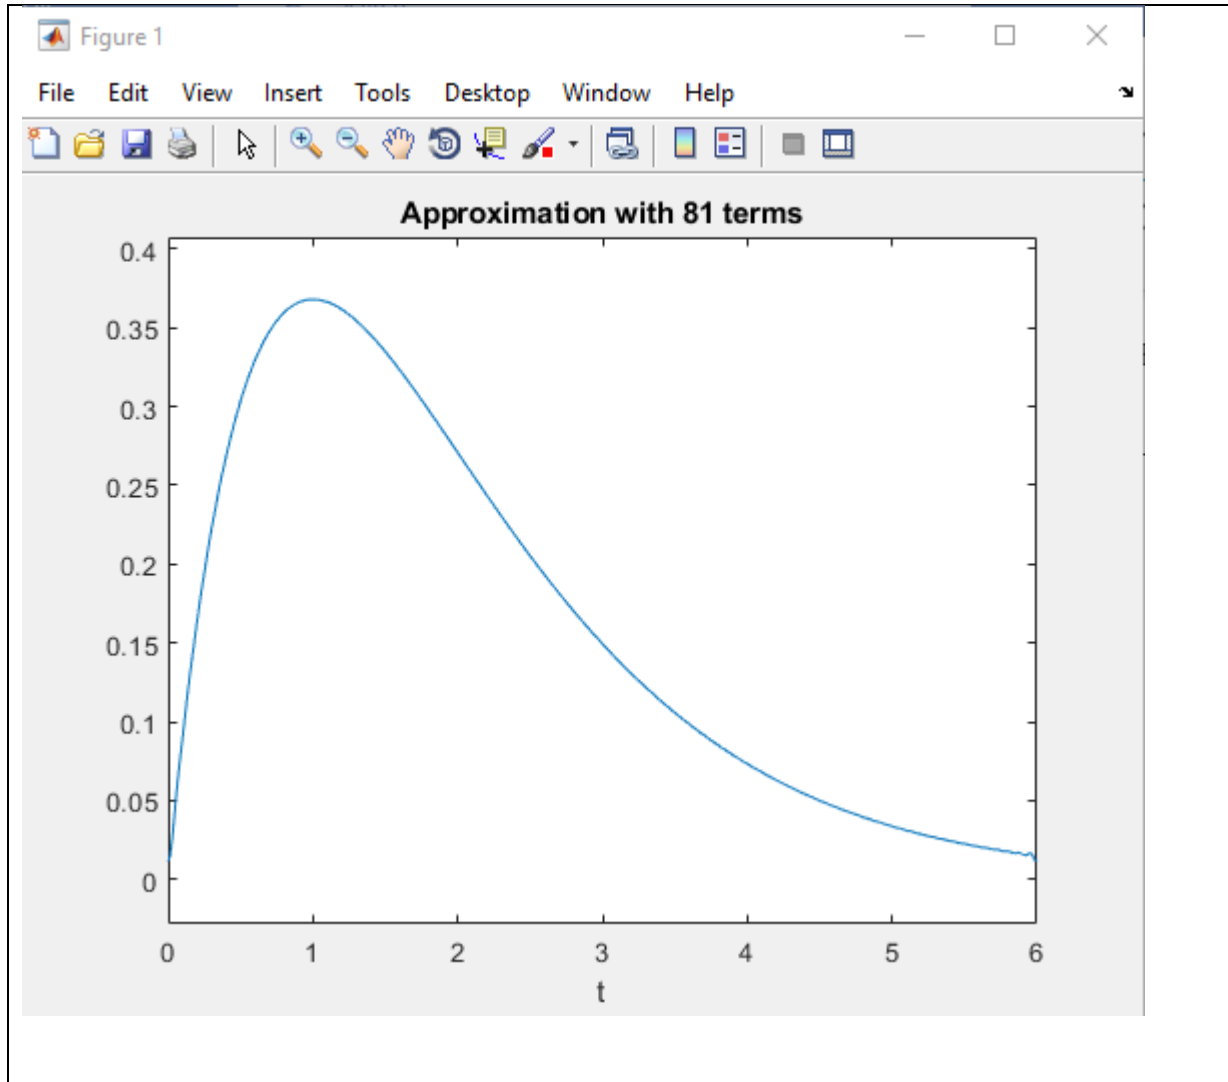 Figure 1
File Edit View Insert Tools Desktop Window Help
Approximation with 81 terms
0.4
0.35
0.3
0.25
0.2
0.15
0.1
0.05
0
0 1 2 3 4 5 6
t